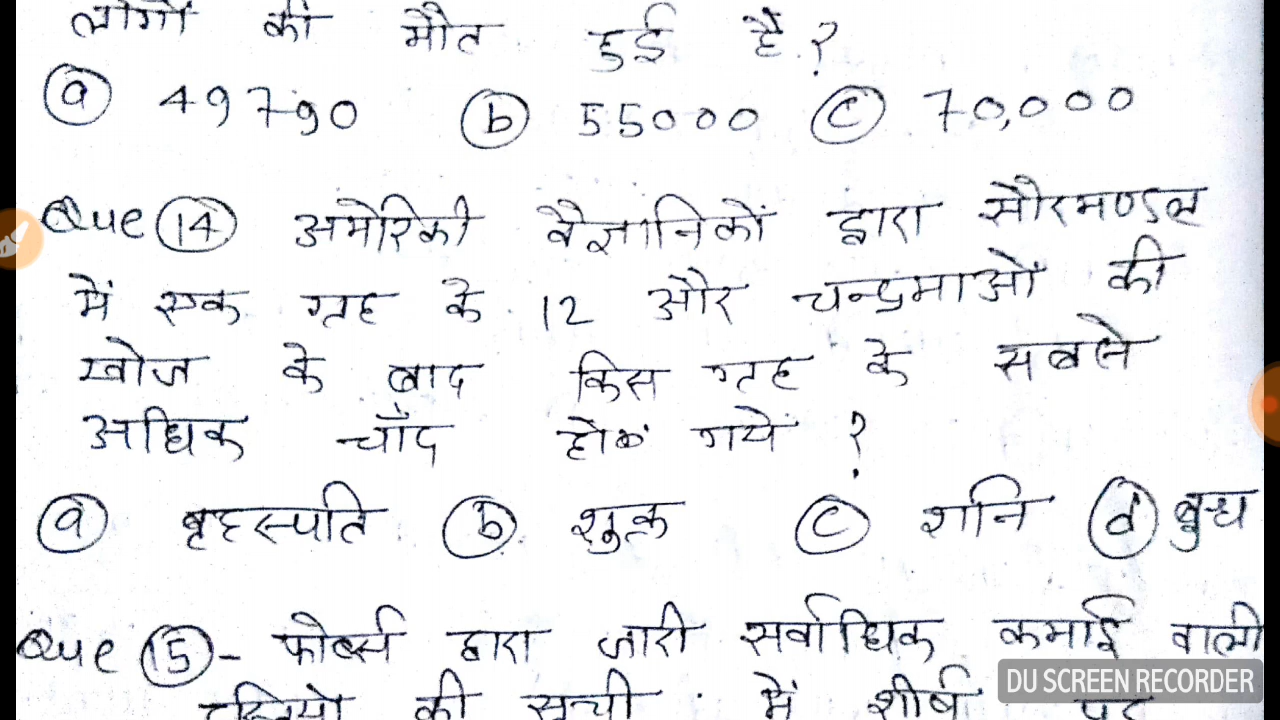 लोगों की मौत हुई है?
ⓐ 49790 ⓑ 55000 ⓒ 70,000
Que ⑭ अमेरिकी वैज्ञानिकों द्वारा सौरमण्डल
में एक ग्रह के 12 और चन्द्रमाओं की
खोज के बाद किस ग्रह के सबसे
अधिक चाँद हो गये ?
ⓐ बृहस्पति ⓑ शुक्र ⓒ शनि ⓓ बुध
Que ⑮ - फोर्ब्स द्वारा जारी सर्वाधिक कमाई वाली
की सूची में शीर्ष पर
DU SCREEN RECORDER